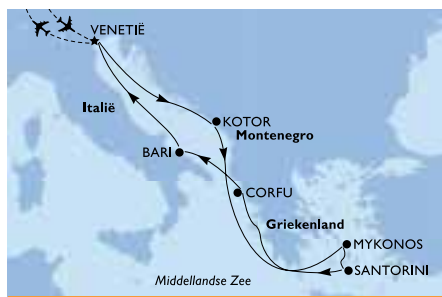 VENETIË
Italië
KOTOR
Montenegro
BARI
CORFU
Griekenland
MYKONOS
SANTORINI
Middellandse Zee